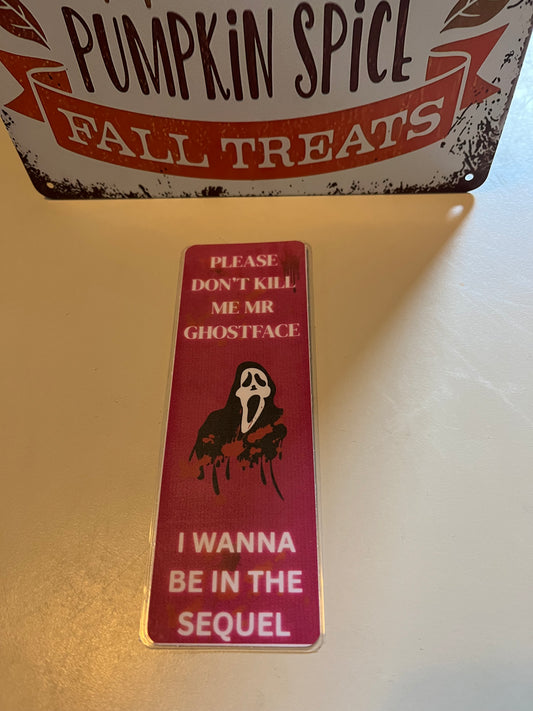 PUMPKIN SPICE
FALL TREATS
PLEASE
DON'T KILL
ME MR
GHOSTFACE
I WANNA
BE IN THE
SEQUEL